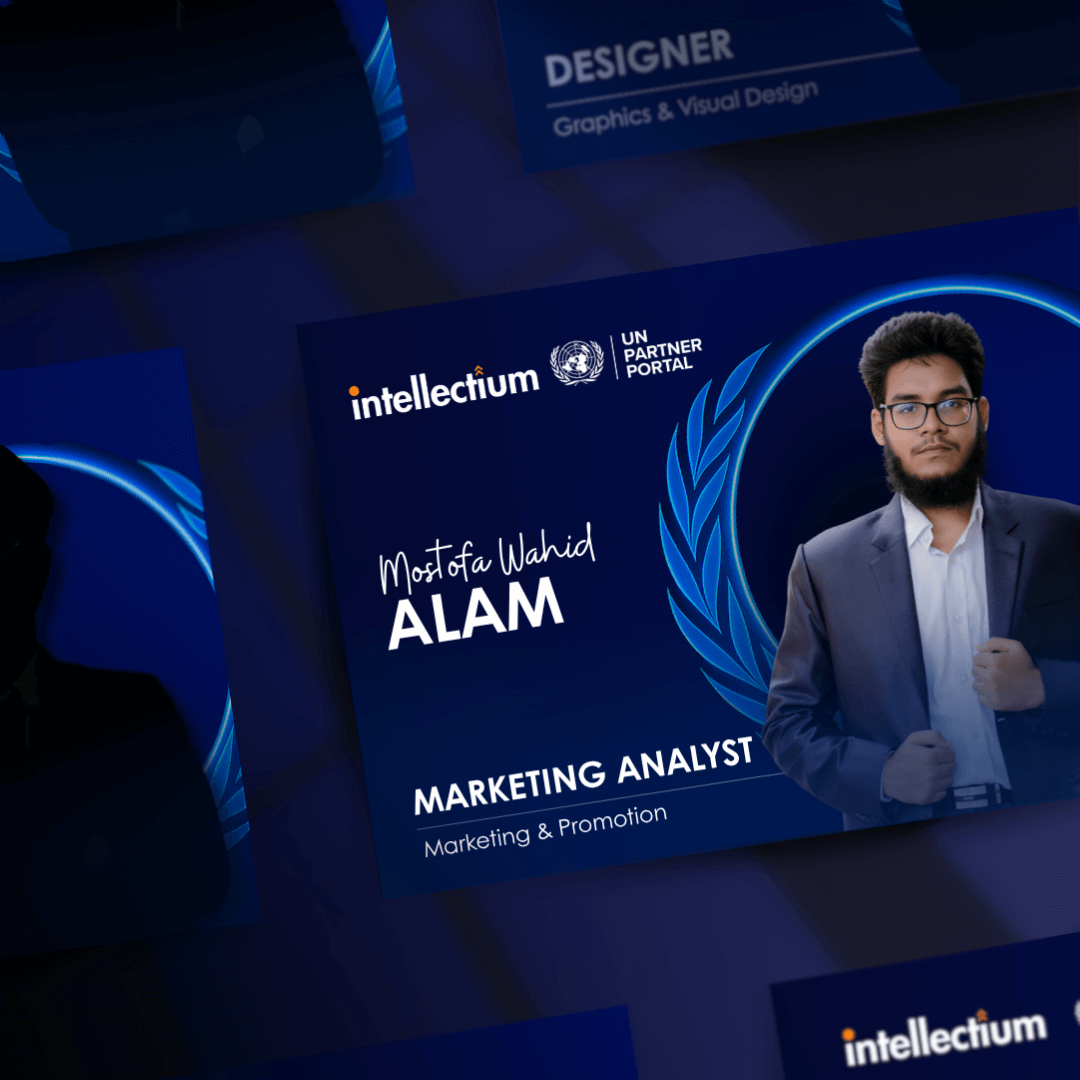 DESIGNER
Graphics & Visual Design
intellectium
UN
PARTNER
PORTAL
Mostofa Wahid
ALAM
MARKETING ANALYST
Marketing & Promotion
intellectium